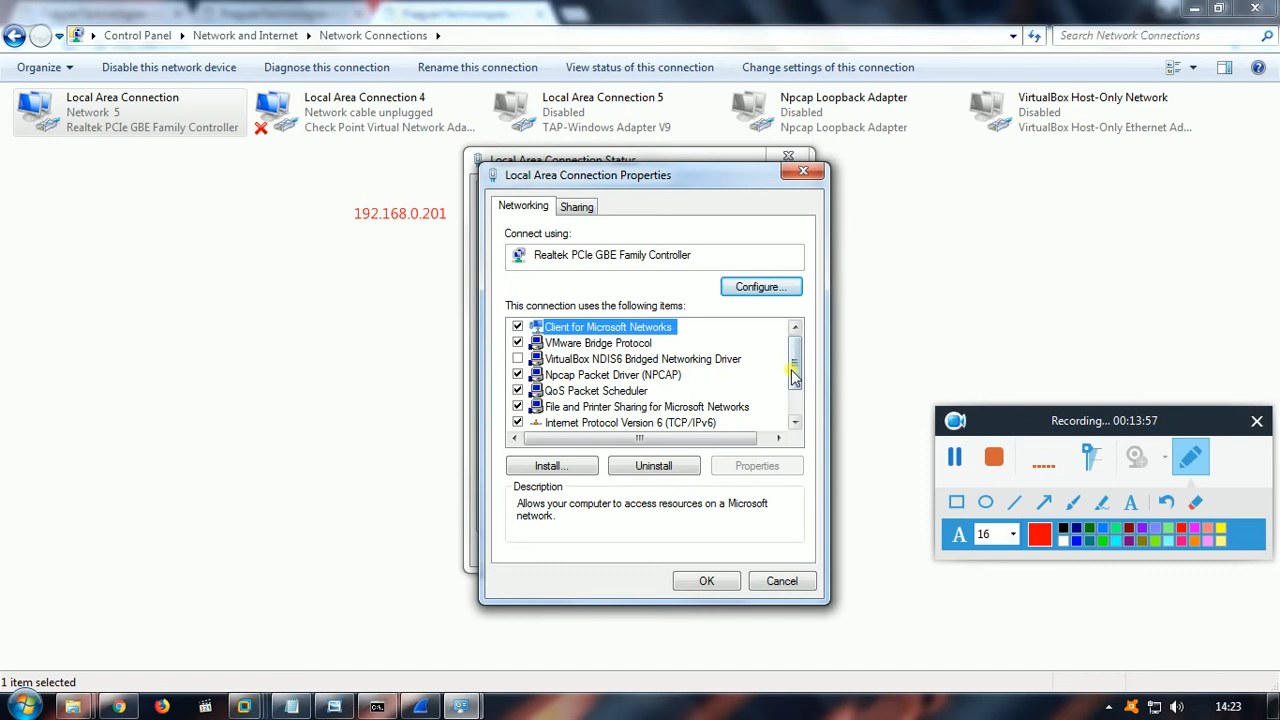 Control Panel
Network and Internet
Network Connections
Search Network Connections
Organize
Disable this network device
Diagnose this connection
Rename this connection
View status of this connection
Change settings of this connection
Local Area Connection
Network 5
Realtek PCIe GBE Family Controller
Local Area Connection 4
Network cable unplugged
Check Point Virtual Network Ada...
Local Area Connection 5
Disabled
TAP-Windows Adapter V9
Npcap Loopback Adapter
Disabled
Npcap Loopback Adapter
VirtualBox Host-Only Network
Disabled
VirtualBox Host-Only Ethernet Ad...
Local Area Connection Status
192.168.0.201
Local Area Connection Properties
Networking
Sharing
Connect using:
Realtek PCIe GBE Family Controller
Configure...
This connection uses the following items:
Client for Microsoft Networks
VMware Bridge Protocol
VirtualBox NDIS6 Bridged Networking Driver
Npcap Packet Driver (NPCAP)
QoS Packet Scheduler
File and Printer Sharing for Microsoft Networks
Internet Protocol Version 6 (TCP/IPv6)
Install...
Uninstall
Properties
Description
Allows your computer to access resources on a Microsoft
network.
OK
Cancel
Recording... 00:13:57
A
A 16
1 item selected
14:23